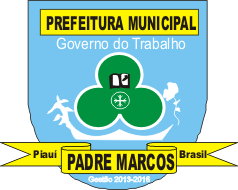 PREFEITURA MUNICIPAL
Governo do Trabalho
Piauí PADRE MARCOS Brasil
Gestão 2013-2016